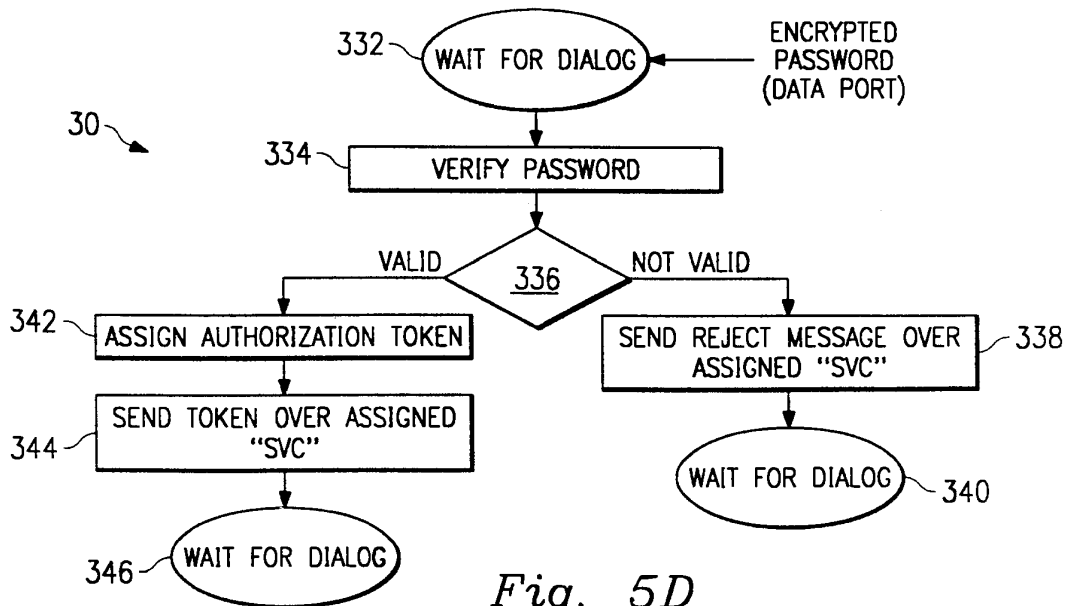 332
WAIT FOR DIALOG
ENCRYPTED
PASSWORD
(DATA PORT)
30
334
VERIFY PASSWORD
VALID
336
NOT VALID
342
ASSIGN AUTHORIZATION TOKEN
SEND REJECT MESSAGE OVER
ASSIGNED “SVC”
338
344
SEND TOKEN OVER ASSIGNED
“SVC”
WAIT FOR DIALOG
340
346
WAIT FOR DIALOG
Fig. 5D